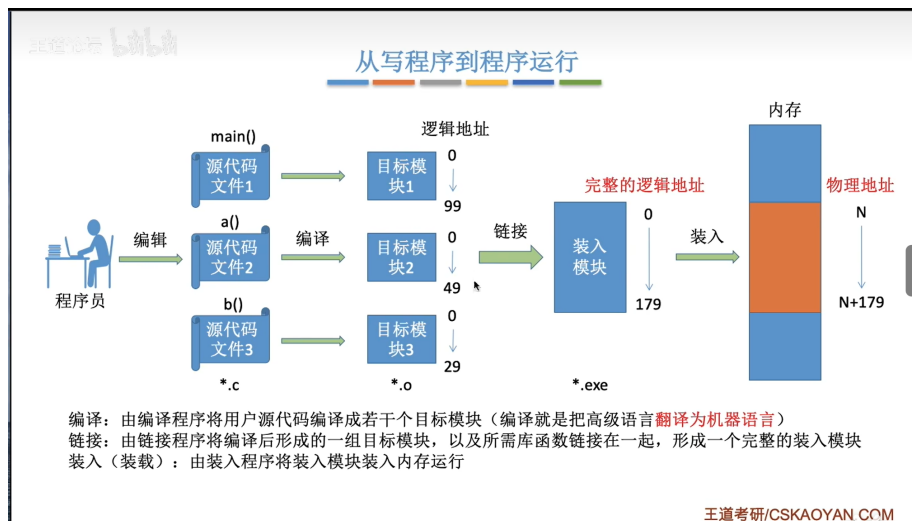 王道考研 bilibili
从写程序到程序运行
内存
main()
逻辑地址
源代码
文件1
目标模
块1
0
99
完整的逻辑地址
物理地址
a()
编辑
源代码
文件2
编译
目标模
块2
0
49
链接
装入
模块
0
179
装入
N
N+179
程序员
b()
源代码
文件3
目标模
块3
0
29
*.c
*.o
*.exe
编译：由编译程序将用户源代码编译成若干个目标模块（编译就是把高级语言翻译为机器语言）
链接：由链接程序将编译后形成的一组目标模块，以及所需库函数链接在一起，形成一个完整的装入模块
装入（装载）：由装入程序将装入模块装入内存运行
王道考研/CSKAOYAN.COM